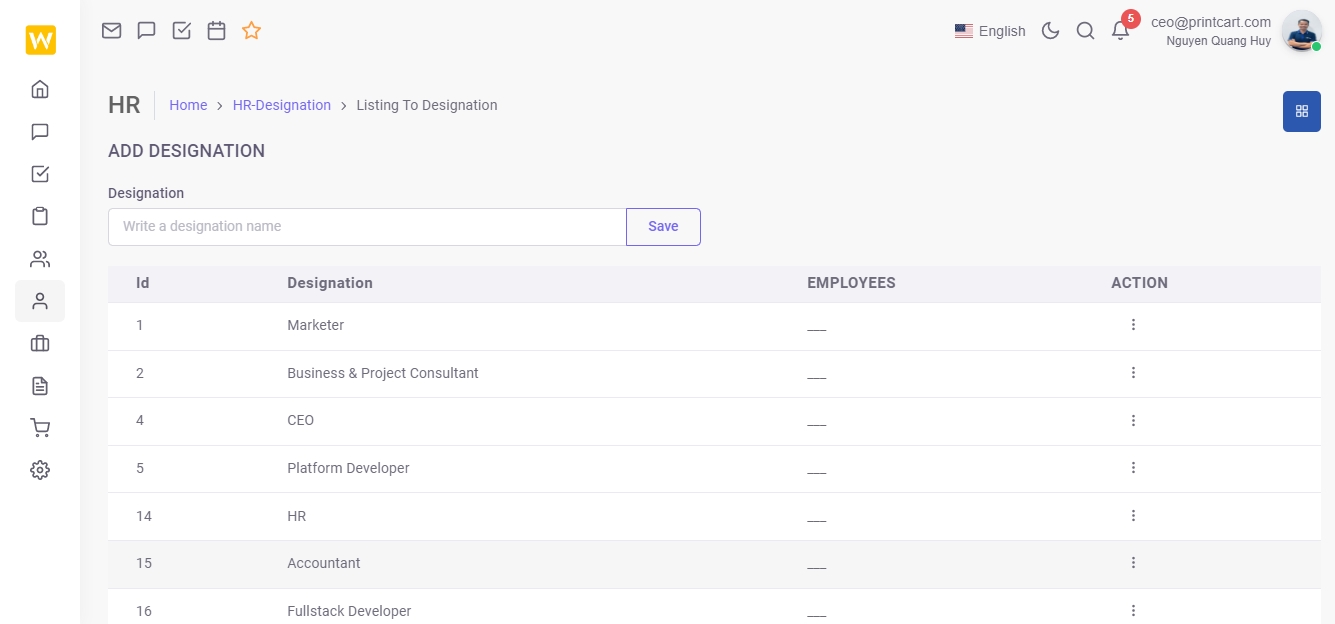 W
English
5
ceo@printcart.com
Nguyen Quang Huy
HR
Home > HR-Designation > Listing To Designation
ADD DESIGNATION
Designation
Write a designation name
Save
Id Designation EMPLOYEES ACTION
1 Marketer ___
2 Business & Project Consultant ___
4 CEO ___
5 Platform Developer ___
14 HR ___
15 Accountant ___
16 Fullstack Developer ___